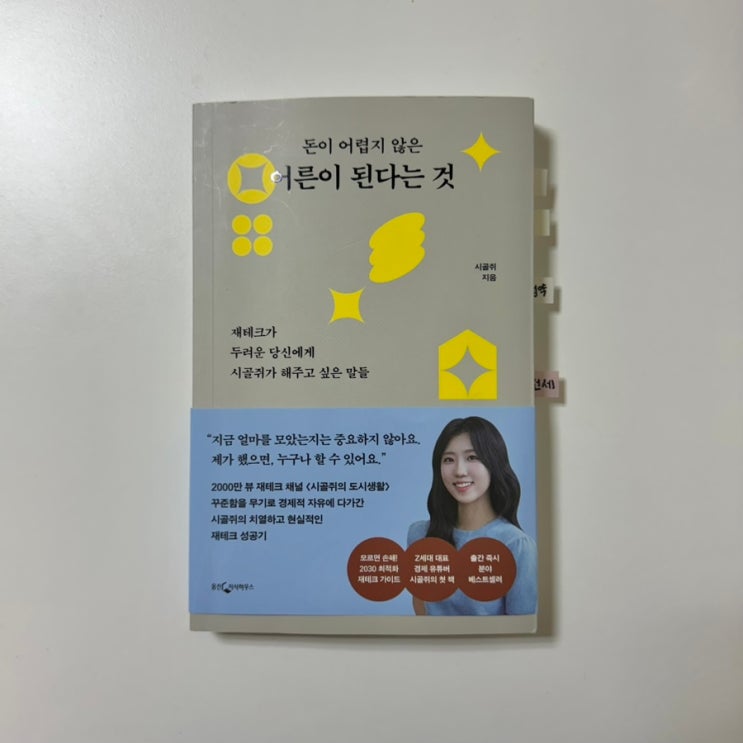 돈이 어렵지 않은
어른이 된다는 것
시골쥐
지음
재테크가
두려운 당신에게
시골쥐가 해주고 싶은 말들
“지금 얼마를 모았는지는 중요하지 않아요.
제가 했으면, 누구나 할 수 있어요.”
2000만 뷰 재테크 채널 〈시골쥐의 도시생활〉
꾸준함을 무기로 경제적 자유에 다가간
시골쥐의 치열하고 현실적인
재테크 성공기
모르면 손해!
2030 최적화
재테크 가이드
Z세대 대표
경제 유튜버
시골쥐의 첫 책
출간 즉시
분야
베스트셀러
웅진 지식하우스
전세